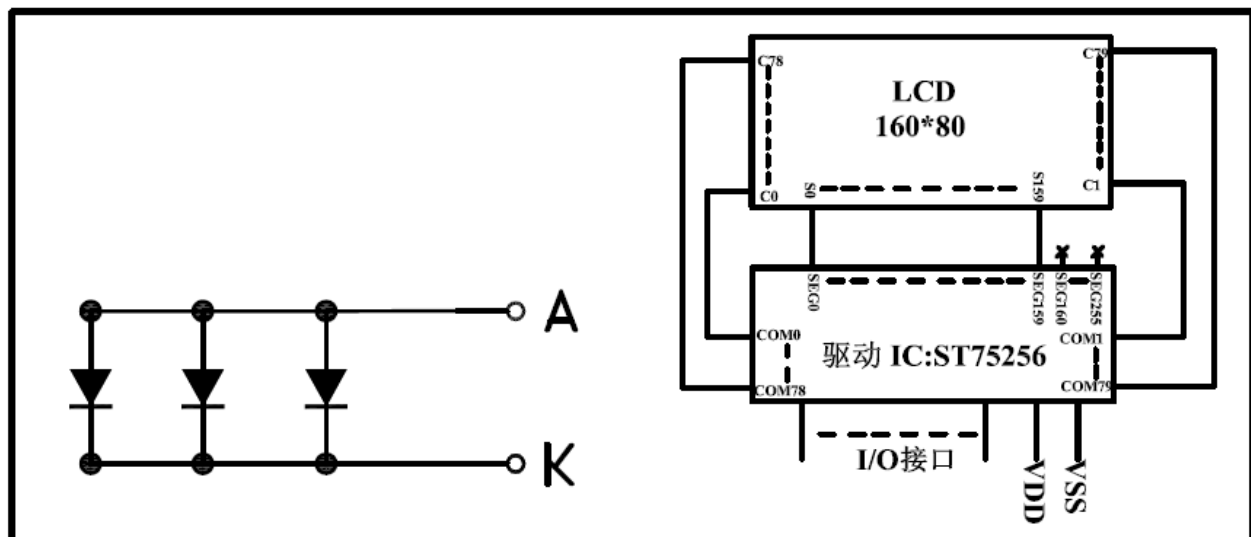 A
K
C78
C79
LCD
160*80
C0
S0
S159
C1
SEG0
SEG159
SEG160
SEG255
COM0
COM1
驱动 IC:ST75256
COM78
COM79
I/O接口
VDD
VSS